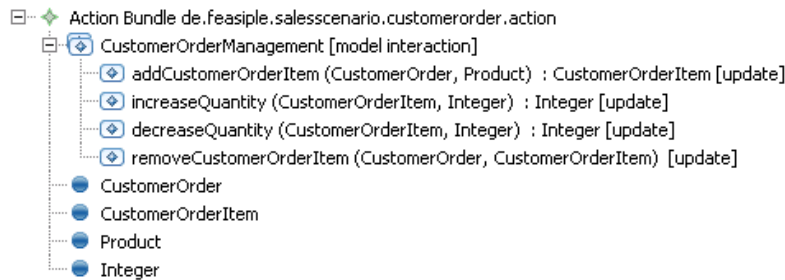 Action Bundle de.feasiple.salesscenario.customerorder.action
CustomerOrderManagement [model interaction]
addCustomerOrderItem (CustomerOrder, Product) : CustomerOrderItem [update]
increaseQuantity (CustomerOrderItem, Integer) : Integer [update]
decreaseQuantity (CustomerOrderItem, Integer) : Integer [update]
removeCustomerOrderItem (CustomerOrder, CustomerOrderItem) [update]
CustomerOrder
CustomerOrderItem
Product
Integer